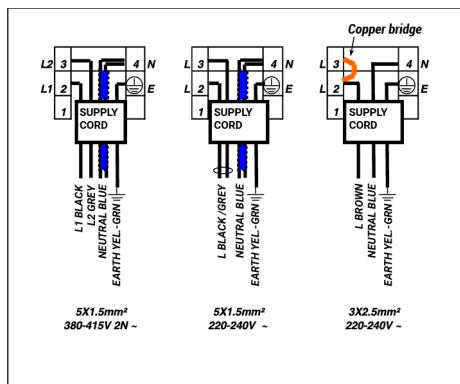 Copper bridge
L2 3 4 N
L1 2 E
1
SUPPLY
CORD
L1 BLACK
L2 GREY
NEUTRAL BLUE
EARTH YEL-GRN
5X1.5mm²
380-415V 2N ~
L 3 4 N
L 2 E
1
SUPPLY
CORD
L BLACK/GREY
NEUTRAL BLUE
EARTH YEL-GRN
5X1.5mm²
220-240V ~
L 3 4 N
L 2 E
1
SUPPLY
CORD
L BROWN
NEUTRAL BLUE
EARTH YEL-GRN
3X2.5mm²
220-240V ~